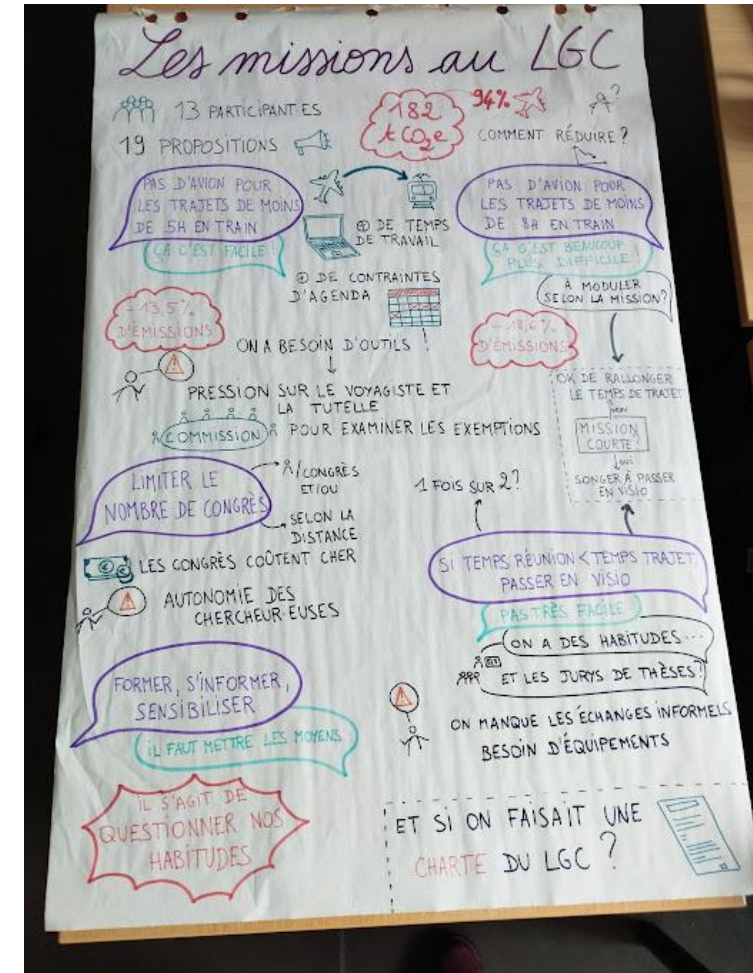 Les missions au LGC
13 PARTICIPANT·ES
19 PROPOSITIONS
182
t CO₂e
94%
?
COMMENT RÉDUIRE?
PAS D'AVION POUR
LES TRAJETS DE MOINS
DE 5H EN TRAIN
ÇA C'EST FACILE!
⊕ DE TEMPS
DE TRAVAIL
⊕ DE CONTRAINTES
D'AGENDA
PAS D'AVION POUR
LES TRAJETS DE MOINS
DE 8H EN TRAIN
ÇA C'EST BEAUCOUP
PLUS DIFFICILE!
À MODULER
SELON LA MISSION?
- 13,5%
D'ÉMISSIONS
- 18,6%
D'ÉMISSIONS
ON A BESOIN D'OUTILS !
PRESSION SUR LE VOYAGISTE ET
LA TUTELLE
COMMISSION POUR EXAMINER LES EXEMPTIONS
OK DE RALLONGER
LE TEMPS DE TRAJET
NON
MISSION
COURTE?
OUI
SONGER À PASSER
EN VISIO
LIMITER LE
NOMBRE DE CONGRÈS
/CONGRÈS
ET/OU
SELON LA
DISTANCE
LES CONGRÈS COÛTENT CHER
AUTONOMIE DES
CHERCHEUR·EUSES
1 FOIS SUR 2?
SI TEMPS RÉUNION < TEMPS TRAJET,
PASSER EN VISIO
PAS TRÈS FACILE!
ON A DES HABITUDES...
ET LES JURYS DE THÈSES?
ON MANQUE LES ÉCHANGES INFORMELS
BESOIN D'ÉQUIPEMENTS
FORMER, S'INFORMER,
SENSIBILISER
IL FAUT METTRE LES MOYENS
IL S'AGIT DE
QUESTIONNER NOS
HABITUDES
ET SI ON FAISAIT UNE
CHARTE DU LGC ?